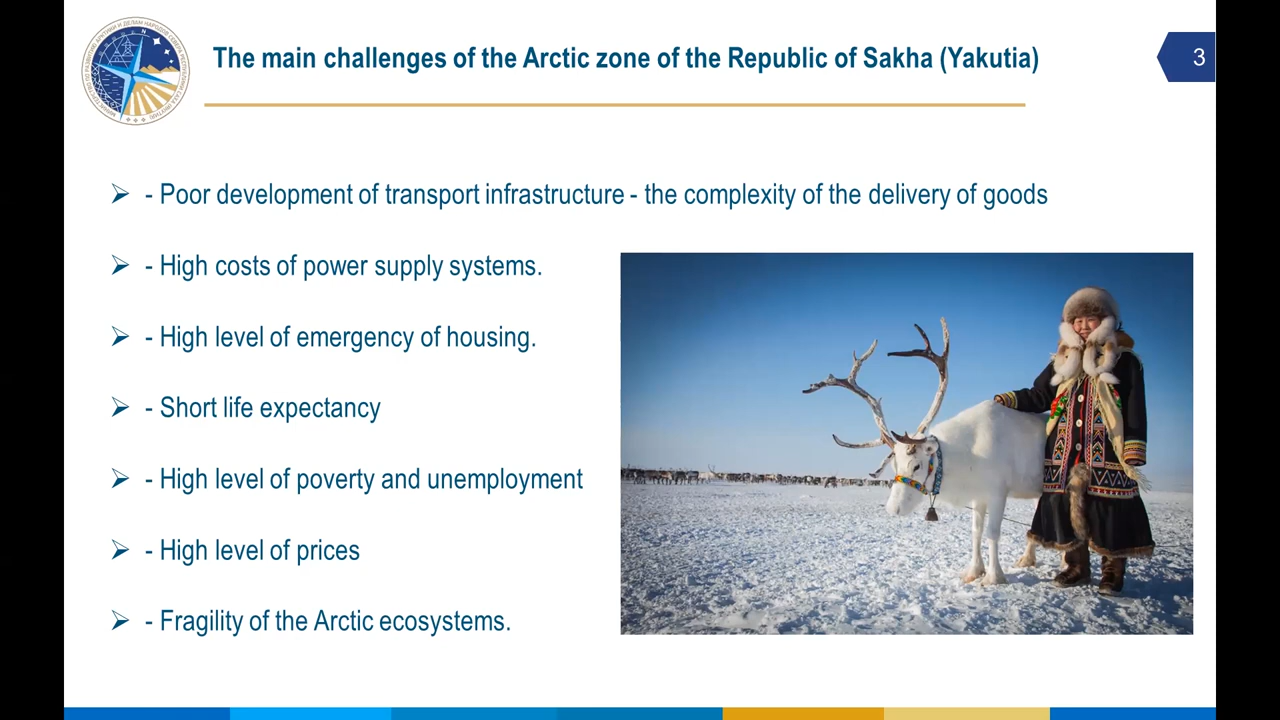 The main challenges of the Arctic zone of the Republic of Sakha (Yakutia)
3
- Poor development of transport infrastructure - the complexity of the delivery of goods
- High costs of power supply systems.
- High level of emergency of housing.
- Short life expectancy
- High level of poverty and unemployment
- High level of prices
- Fragility of the Arctic ecosystems.